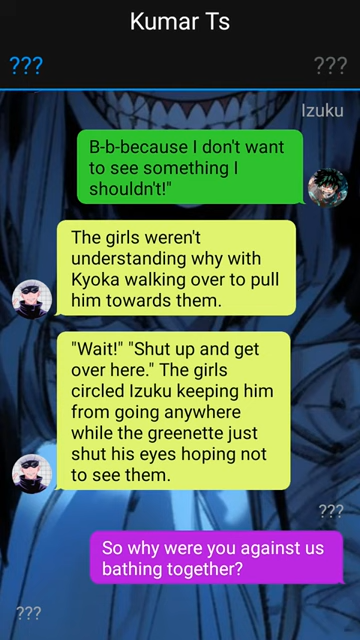 Kumar Ts
??? ???
Izuku
B-b-because I don't want
to see something I
shouldn't!"
The girls weren't
understanding why with
Kyoka walking over to pull
him towards them.
"Wait!" "Shut up and get
over here." The girls
circled Izuku keeping him
from going anywhere
while the greenette just
shut his eyes hoping not
to see them.
???
So why were you against us
bathing together?
???